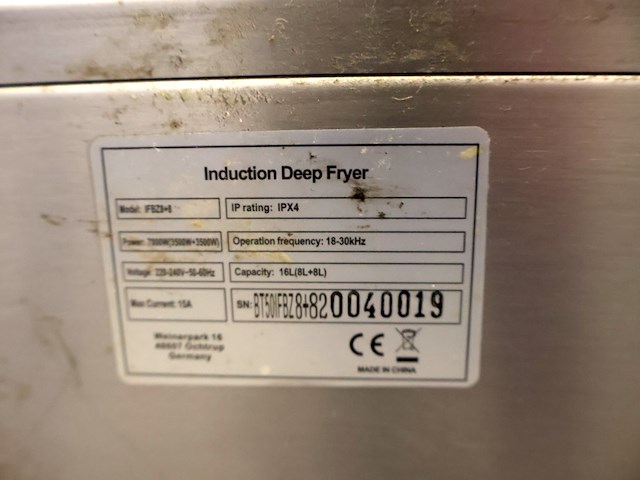 Induction Deep Fryer
Model: IFBZ8+8
IP rating: IPX4
Power: 7000W(3500W+3500W)
Operation frequency: 18-30kHz
Voltage: 220-240V~50-60Hz
Capacity: 16L(8L+8L)
Max Current: 15A
SN: BT50IFBZ8+820040019
Weinerpark 16
48607 Ochtrup
Germany
CE
MADE IN CHINA